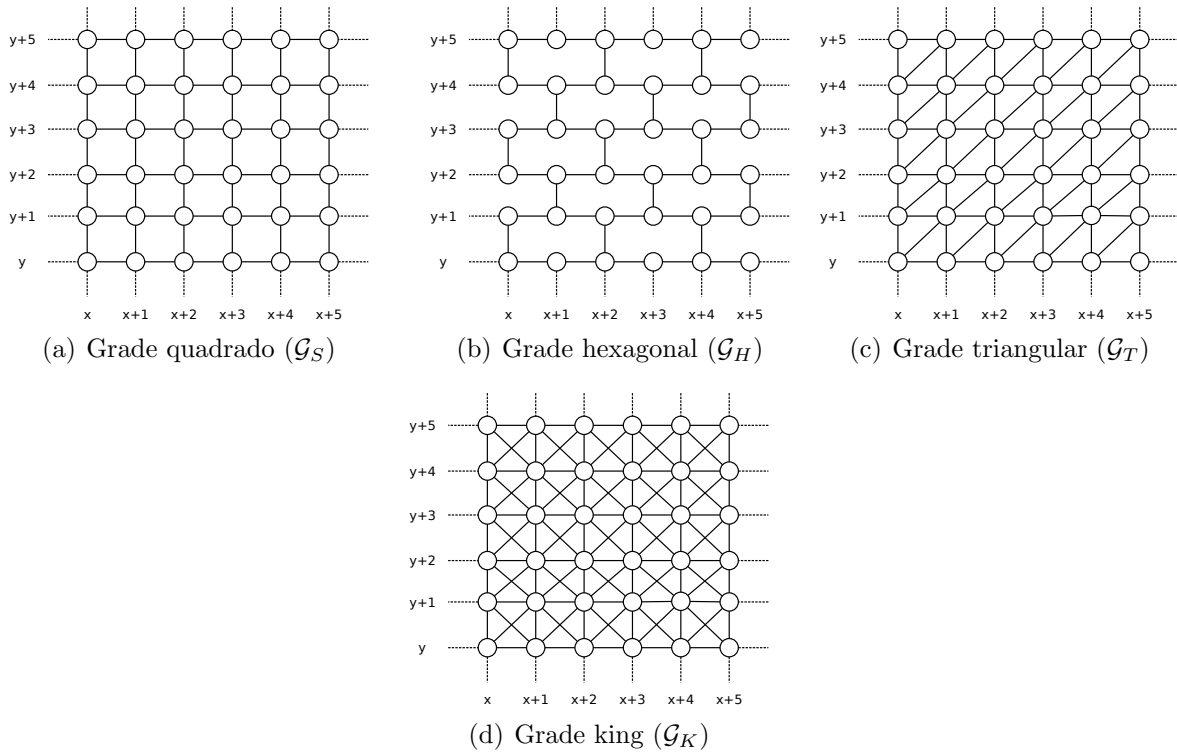 y+5
y+4
y+3
y+2
y+1
y
x x+1 x+2 x+3 x+4 x+5
(a) Grade quadrado (𝒢_S)
y+5
y+4
y+3
y+2
y+1
y
x x+1 x+2 x+3 x+4 x+5
(b) Grade hexagonal (𝒢_H)
y+5
y+4
y+3
y+2
y+1
y
x x+1 x+2 x+3 x+4 x+5
(c) Grade triangular (𝒢_T)
y+5
y+4
y+3
y+2
y+1
y
x x+1 x+2 x+3 x+4 x+5
(d) Grade king (𝒢_K)